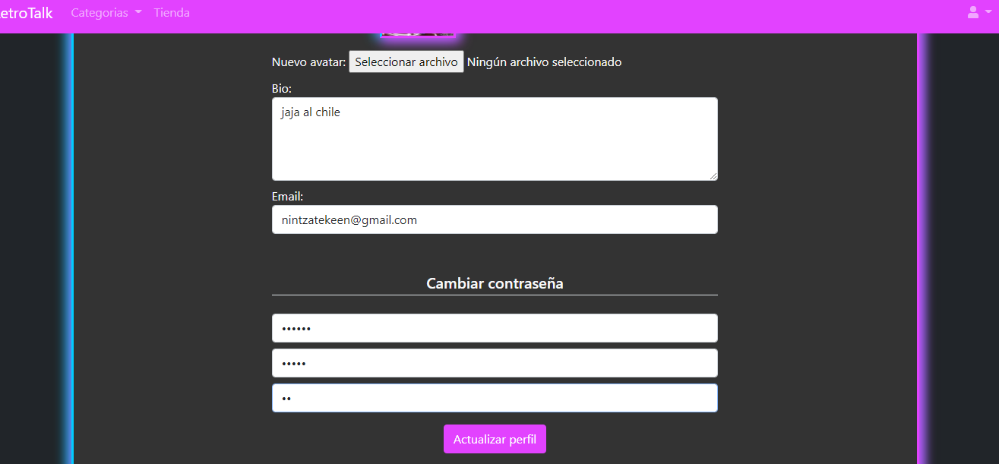 etroTalk Categorias Tienda
Nuevo avatar: Seleccionar archivo Ningún archivo seleccionado
Bio:
jaja al chile
Email:
nintzatekeen@gmail.com
Cambiar contraseña
••••••
•••••
••
Actualizar perfil